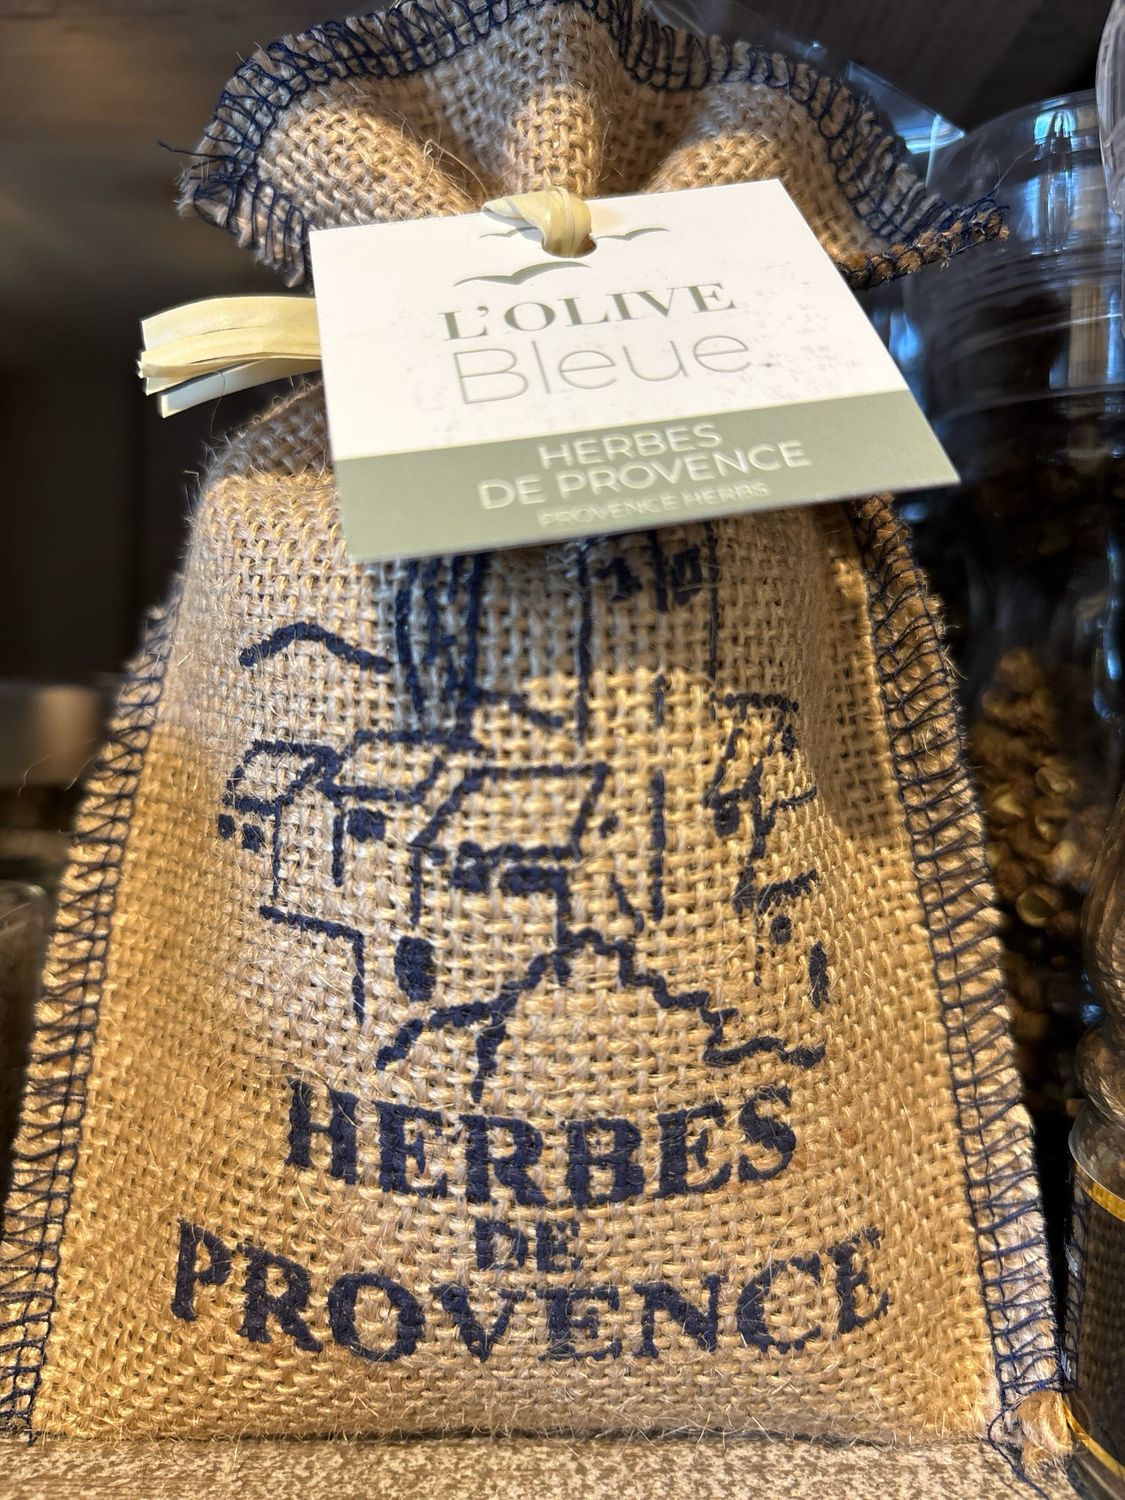 L'OLIVE
Bleue
HERBES
DE PROVENCE
PROVENCE HERBS
HERBES
DE
PROVENCE